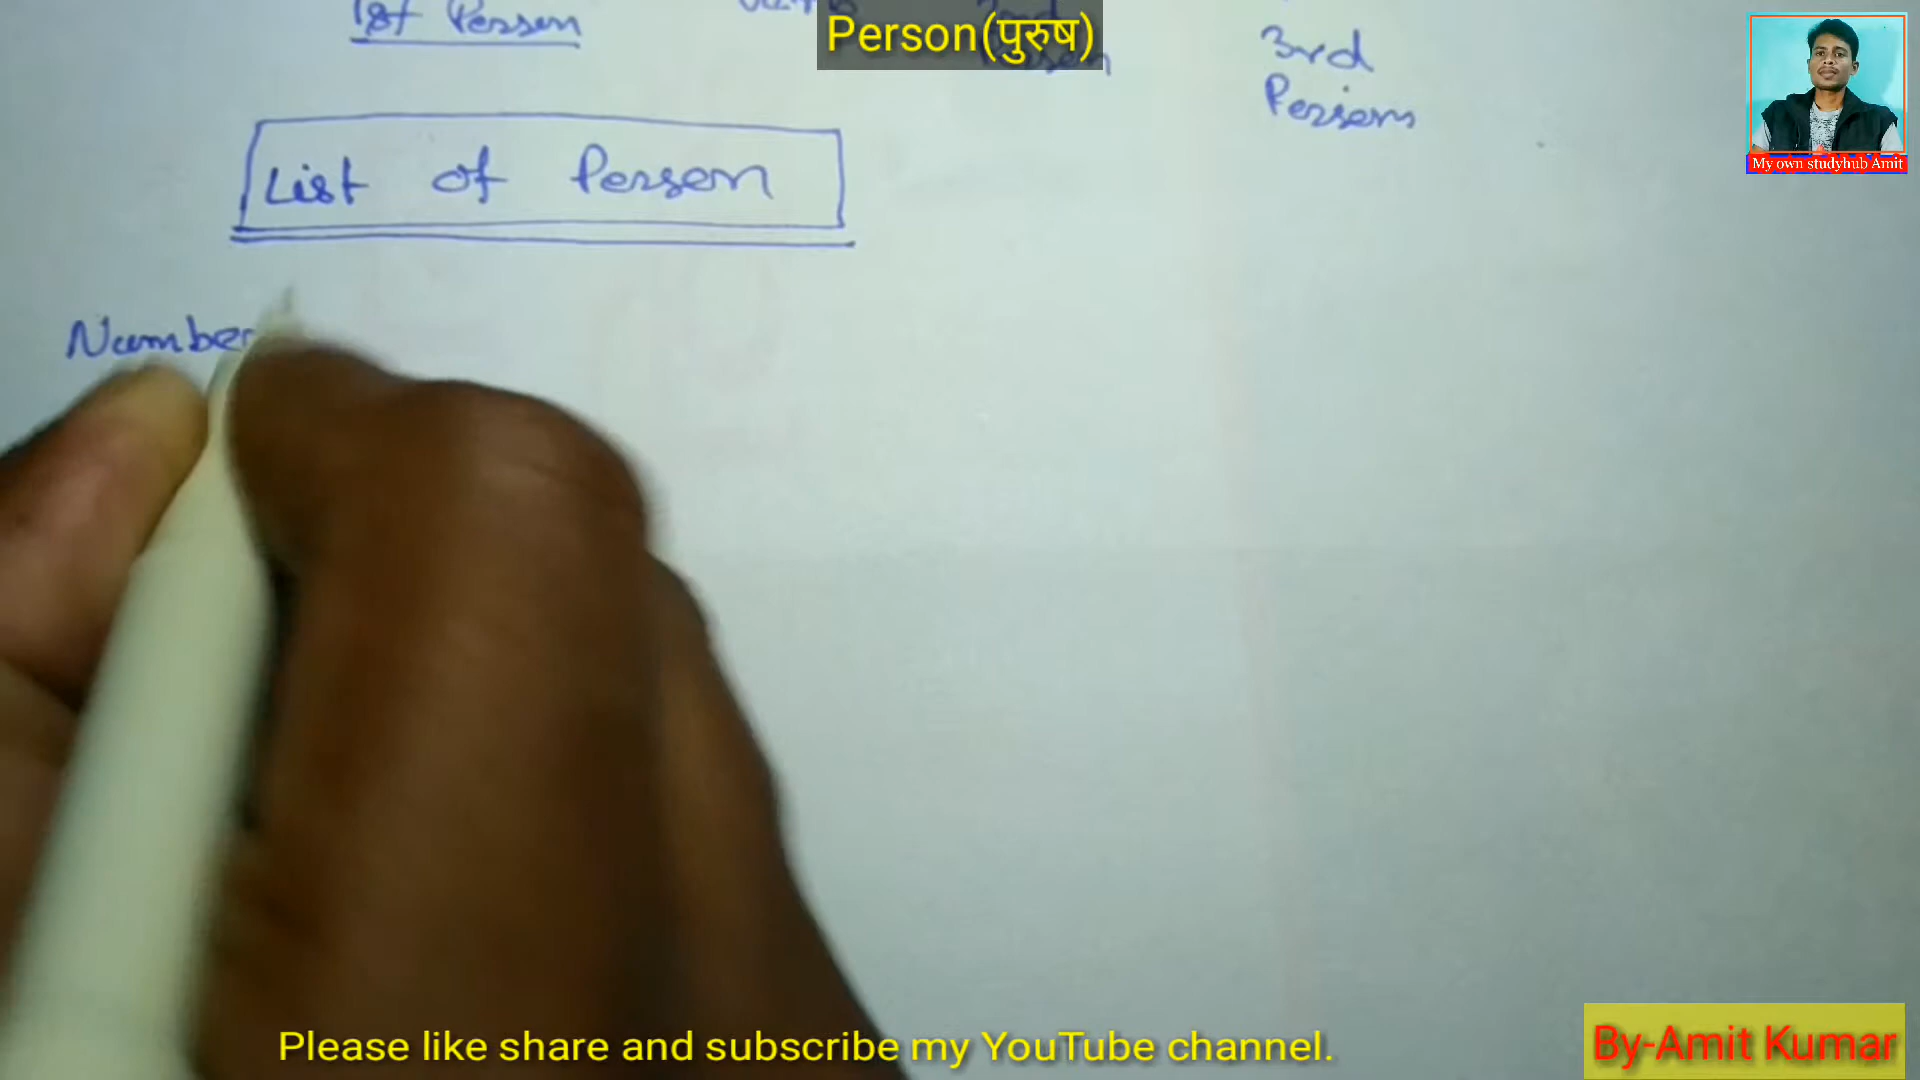 1st Person
Person(पुरुष)
3rd
Person
My own studyhub Amit
List of Person
Number
Please like share and subscribe my YouTube channel.
By-Amit Kumar